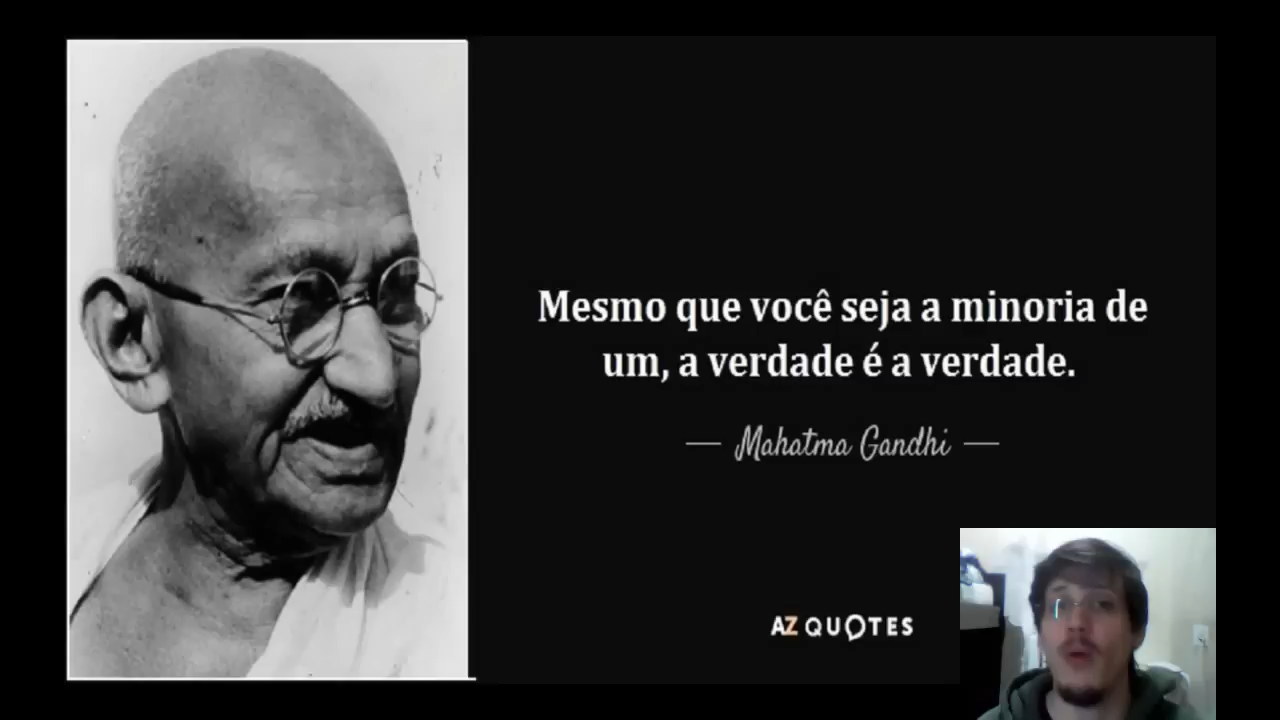 Mesmo que você seja a minoria de
um, a verdade é a verdade.
— Mahatma Gandhi —
AZ QUOTES